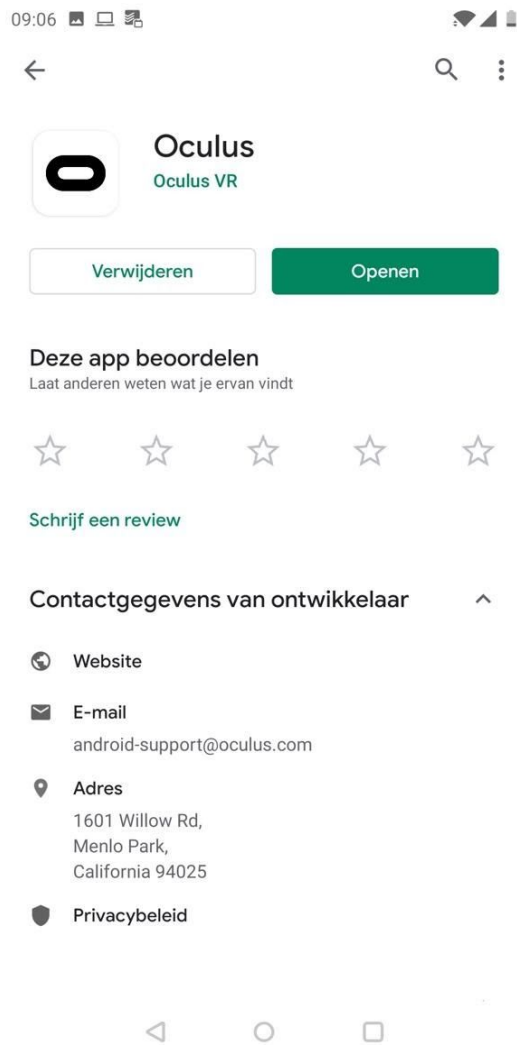 09:06
Oculus
Oculus VR
Verwijderen
Openen
Deze app beoordelen
Laat anderen weten wat je ervan vindt
Schrijf een review
Contactgegevens van ontwikkelaar
Website
E-mail
android-support@oculus.com
Adres
1601 Willow Rd,
Menlo Park,
California 94025
Privacybeleid